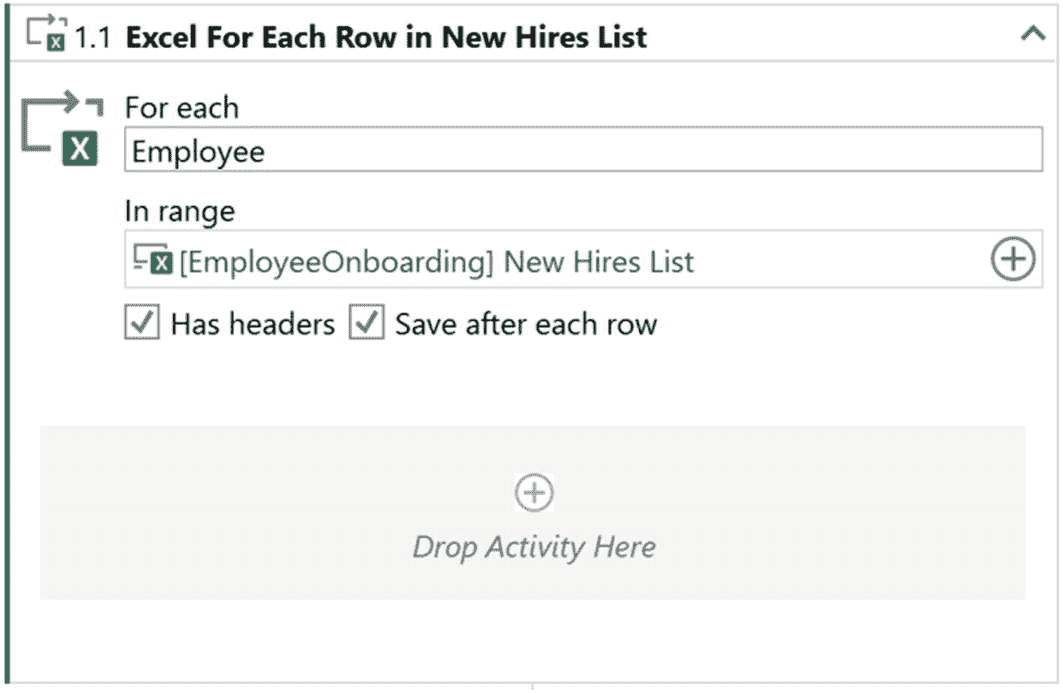 1.1 Excel For Each Row in New Hires List
For each
Employee
In range
[EmployeeOnboarding] New Hires List
Has headers Save after each row
Drop Activity Here